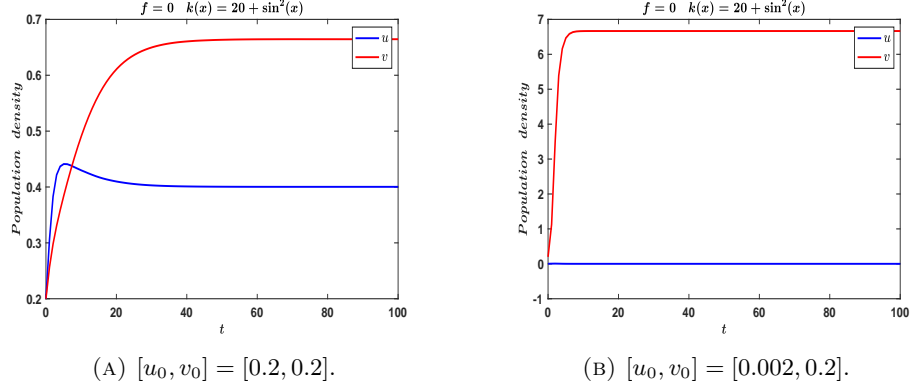 f = 0 k(x) = 20 + sin²(x)
0.7
0.6
0.5
0.4
0.3
0.2
Population density
0 20 40 60 80 100
t
u
v
(A) [u₀, v₀] = [0.2, 0.2].
f = 0 k(x) = 20 + sin²(x)
7
6
5
4
3
2
1
0
-1
Population density
0 20 40 60 80 100
t
u
v
(B) [u₀, v₀] = [0.002, 0.2].